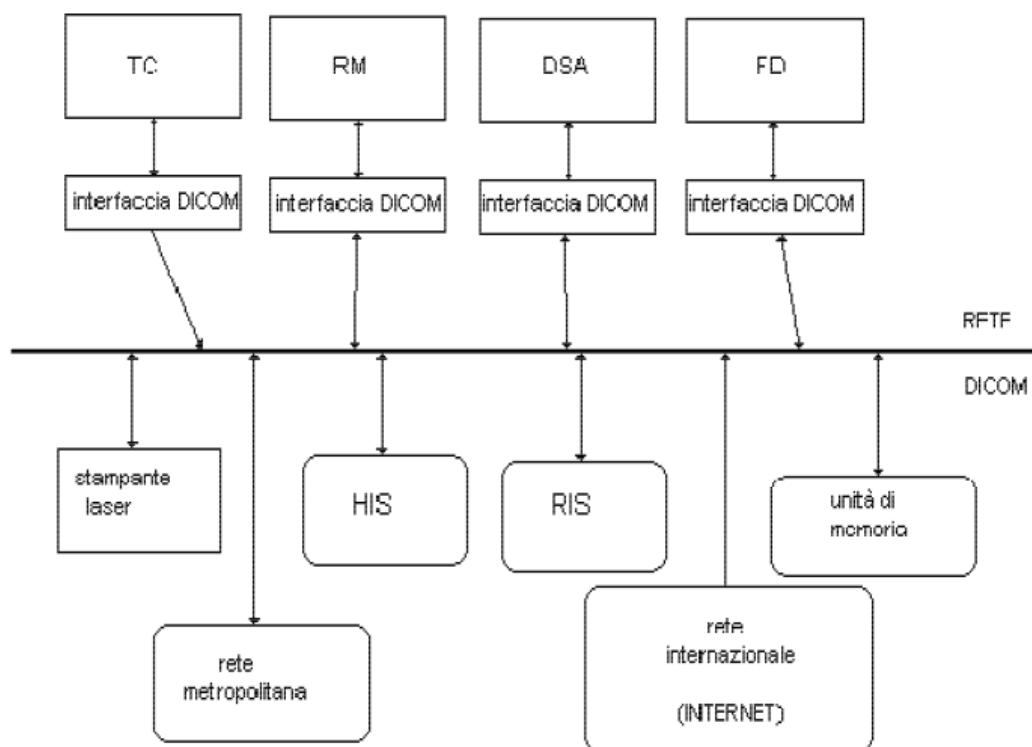 TC
RM
DSA
FD
interfaccia DICOM
interfaccia DICOM
interfaccia DICOM
interfaccia DICOM
RETE
DICOM
stampante
laser
HIS
RIS
unità di
memoria
rete
metropolitana
rete
internazionale
(INTERNET)